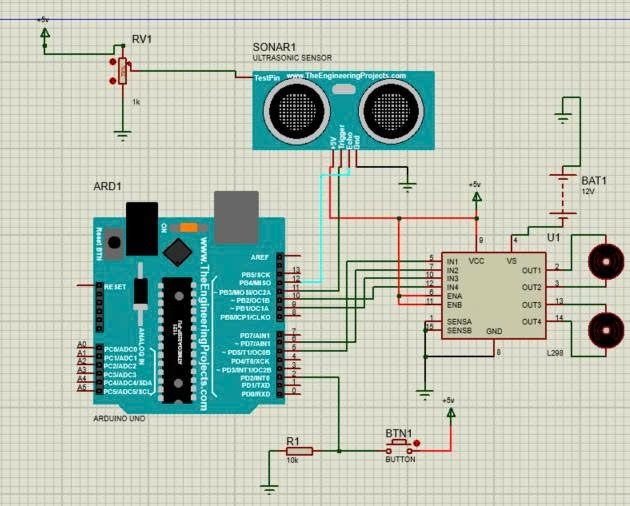 +5v
RV1
1k
SONAR1
ULTRASONIC SENSOR
TestPin
www.TheEngineeringProjects.com
+5V
Trigger
Echo
Gnd
BAT1
12V
ARD1
Reset BTN
ON
www.TheEngineeringProjects.com
AREF
PB5/SCK
13
PB4/MISO
12
~ PB3/MOSI/OC2A
11
~ PB2/OC1B
10
~ PB1/OC1A
9
PB0/ICP1/CLKO
8
RESET
ANALOG IN
ATMEGA328P-PU
1121
PD7/AIN1
7
~ PD6/AIN0
6
~ PD5/T1/OC0B
5
PD4/T0/XCK
4
~ PD3/INT1/OC2B
3
PD2/INT0
2
PD1/TXD
1
PD0/RXD
0
A0
PC0/ADC0
A1
PC1/ADC1
A2
PC2/ADC2
A3
PC3/ADC3
A4
PC4/ADC4/SDA
A5
PC5/ADC5/SCL
ARDUINO UNO
+5v
U1
9
4
VCC
VS
5
IN1
7
IN2
10
IN3
12
IN4
6
ENA
11
ENB
1
SENSA
15
SENSB
GND
8
OUT1
2
OUT2
3
OUT3
13
OUT4
14
L298
R1
10k
BTN1
BUTTON
+5v